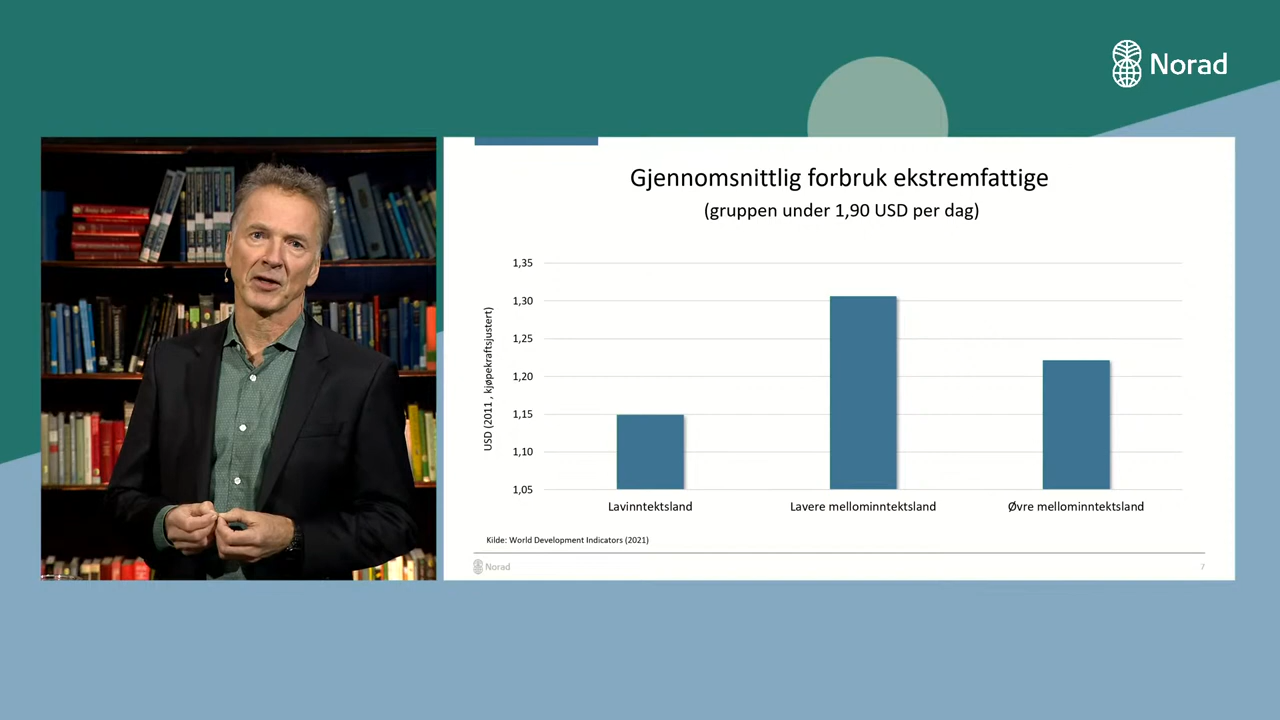 Norad
Gjennomsnittlig forbruk ekstremfattige
(gruppen under 1,90 USD per dag)
USD (2011 , kjøpekraftsjustert)
1,35
1,30
1,25
1,20
1,15
1,10
1,05
Lavinntektsland
Lavere mellominntektsland
Øvre mellominntektsland
Kilde: World Development Indicators (2021)
Norad
7